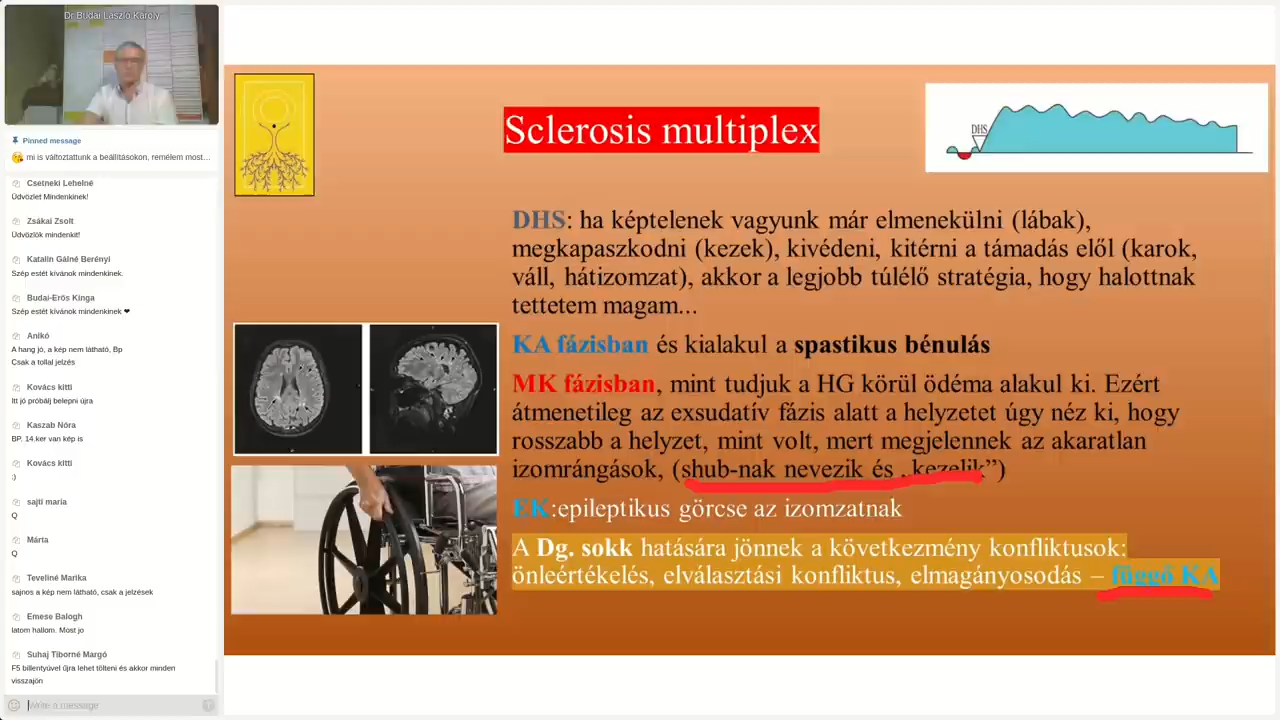 Dr Budai László Károly
Pinned message
mi is változtattunk a beállításokon, remélem most…
Csetneki Lehelné
Üdvözlet Mindenkinek!
Zsákai Zsolt
Üdvözlök mindenkit!
Katalin Gálné Berényi
Szép estét kívánok mindenkinek.
Budai-Erős Kinga
Szép estét kívánok mindenkinek ❤
Anikó
A hang jó, a kép nem látható, Bp
Csak a tollal jelzés
Kovács kitti
Itt jó próbálj belepni újra
Kaszab Nóra
BP. 14.ker van kép is
Kovács kitti
:)
sajti maria
Q
Márta
Q
Teveliné Marika
sajnos a kép nem látható, csak a jelzések
Emese Balogh
latom hallom. Most jo
Suhaj Tiborné Margó
F5 billentyúvel űjra lehet tölteni és akkor minden
visszajön
Write a message
Sclerosis multiplex
DHS
DHS: ha képtelenek vagyunk már elmenekülni (lábak),
megkapaszkodni (kezek), kivédeni, kitérni a támadás elől (karok,
váll, hátizomzat), akkor a legjobb túlélő stratégia, hogy halottnak
tettetem magam...
KA fázisban és kialakul a spastikus bénulás
MK fázisban, mint tudjuk a HG körül ödéma alakul ki. Ezért
átmenetileg az exsudatív fázis alatt a helyzetet úgy néz ki, hogy
rosszabb a helyzet, mint volt, mert megjelennek az akaratlan
izomrángások, (shub-nak nevezik és „kezelik”)
EK:epileptikus görcse az izomzatnak
A Dg. sokk hatására jönnek a következmény konfliktusok:
önleértékelés, elválasztási konfliktus, elmagányosodás – függő KA